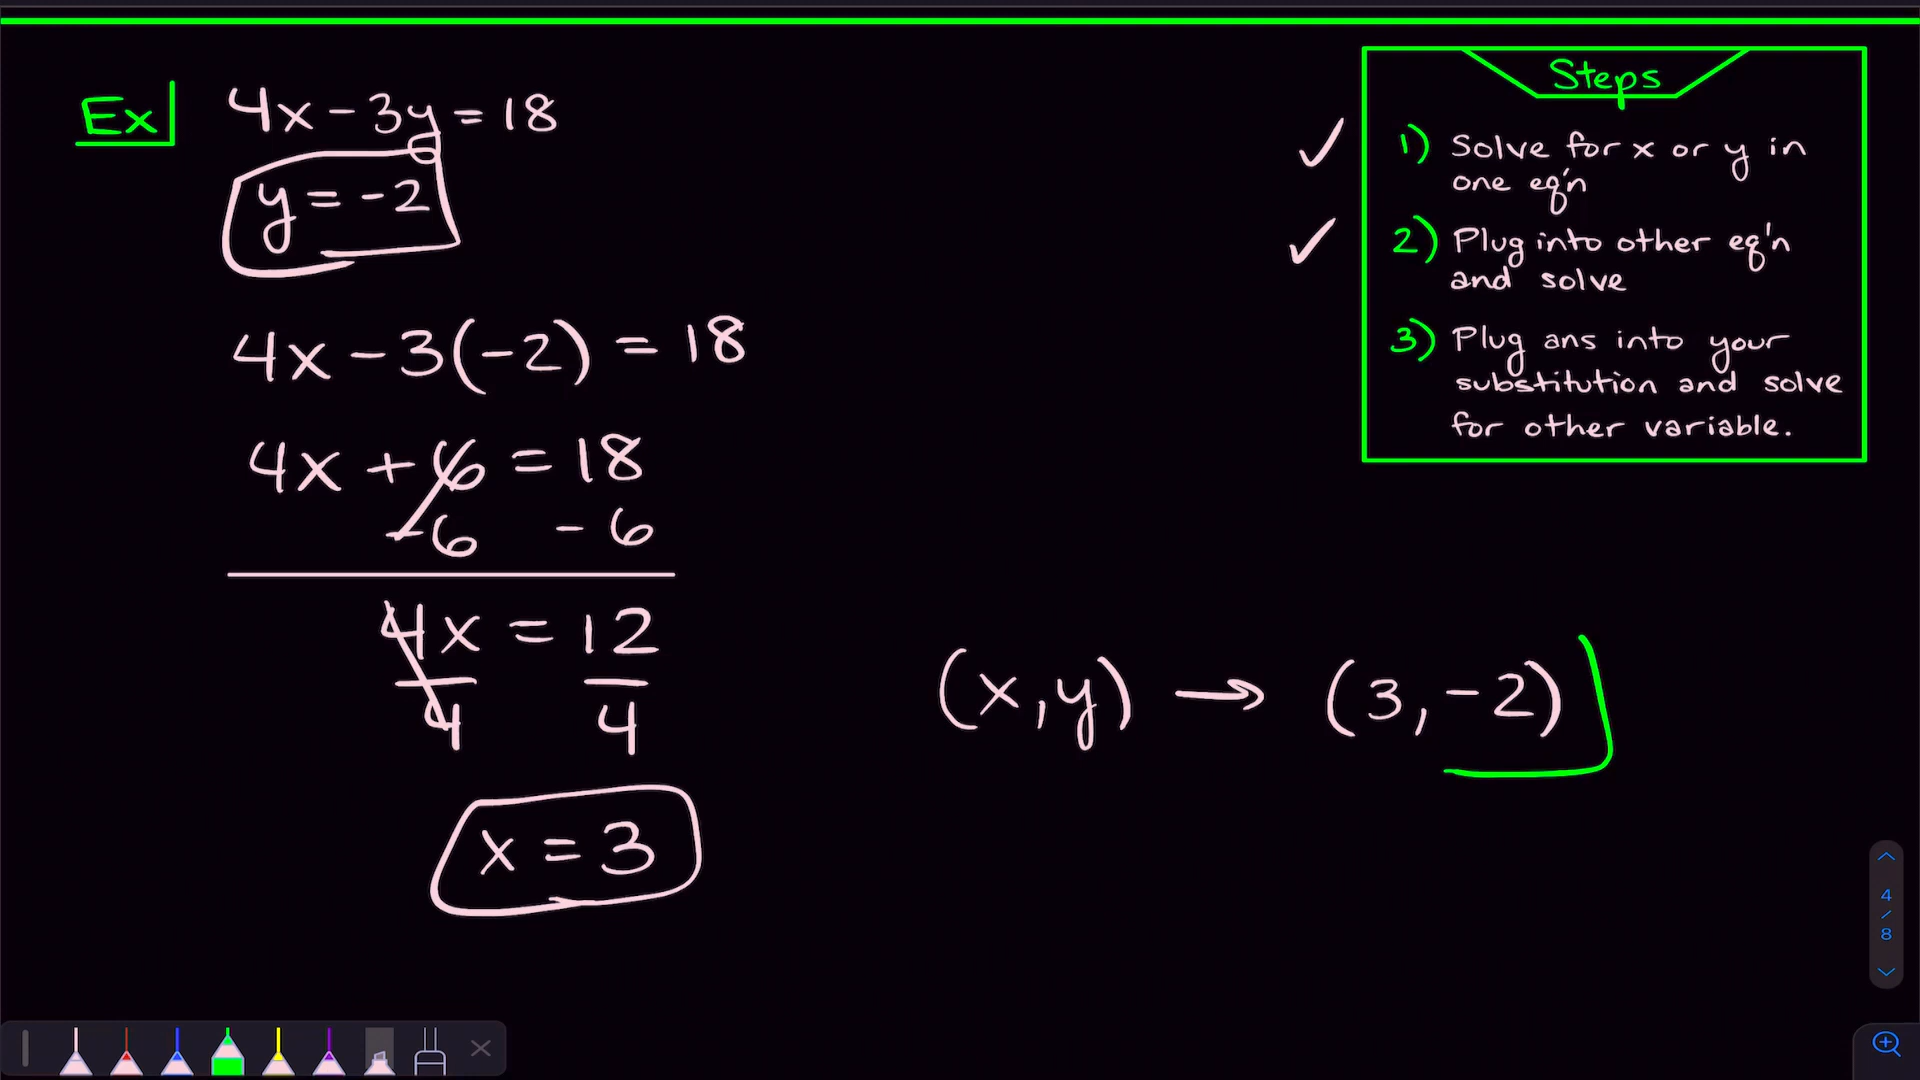 Ex
4x - 3y = 18
y = -2
4x - 3(-2) = 18
4x + 6 = 18
-6 - 6
4x = 12
4 4
x = 3
(x,y) → (3,-2)
Steps
✓ 1) Solve for x or y in
one eq'n
✓ 2) Plug into other eq'n
and solve
3) Plug ans into your
substitution and solve
for other variable.
4
/
8